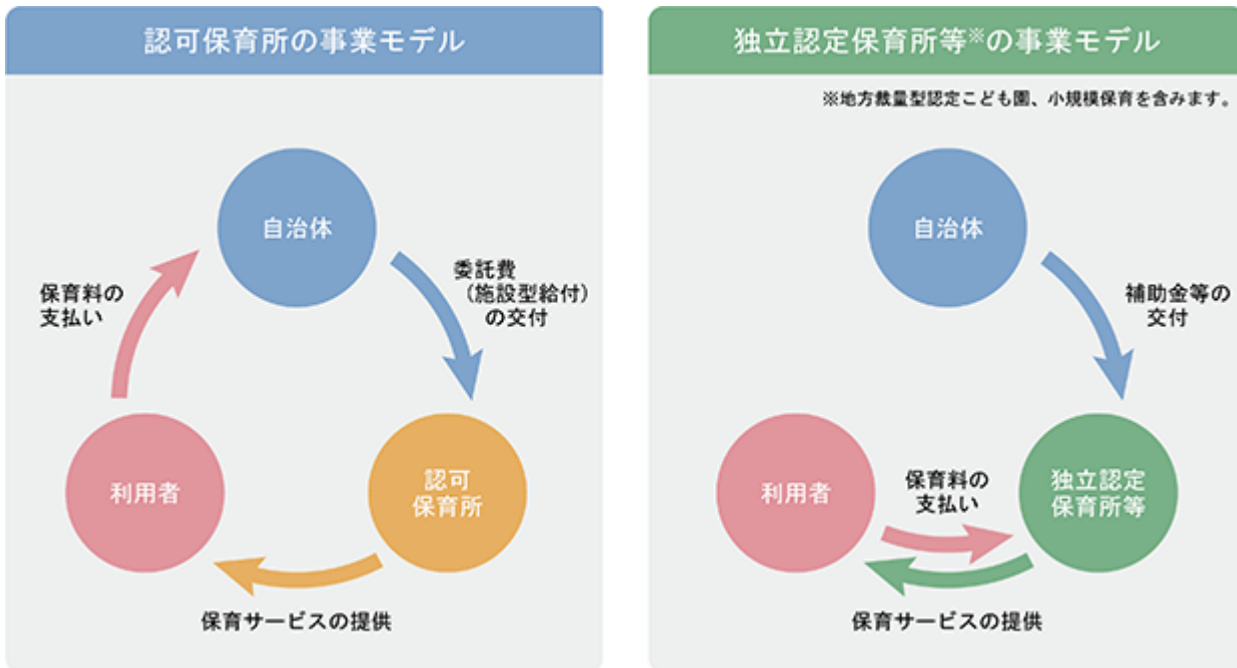 認可保育所の事業モデル
自治体
保育料の
支払い
委託費
(施設型給付)
の交付
利用者
認可
保育所
保育サービスの提供
独立認定保育所等※の事業モデル
※地方裁量型認定こども園、小規模保育を含みます。
自治体
補助金等の
交付
利用者
保育料の
支払い
独立認定
保育所等
保育サービスの提供